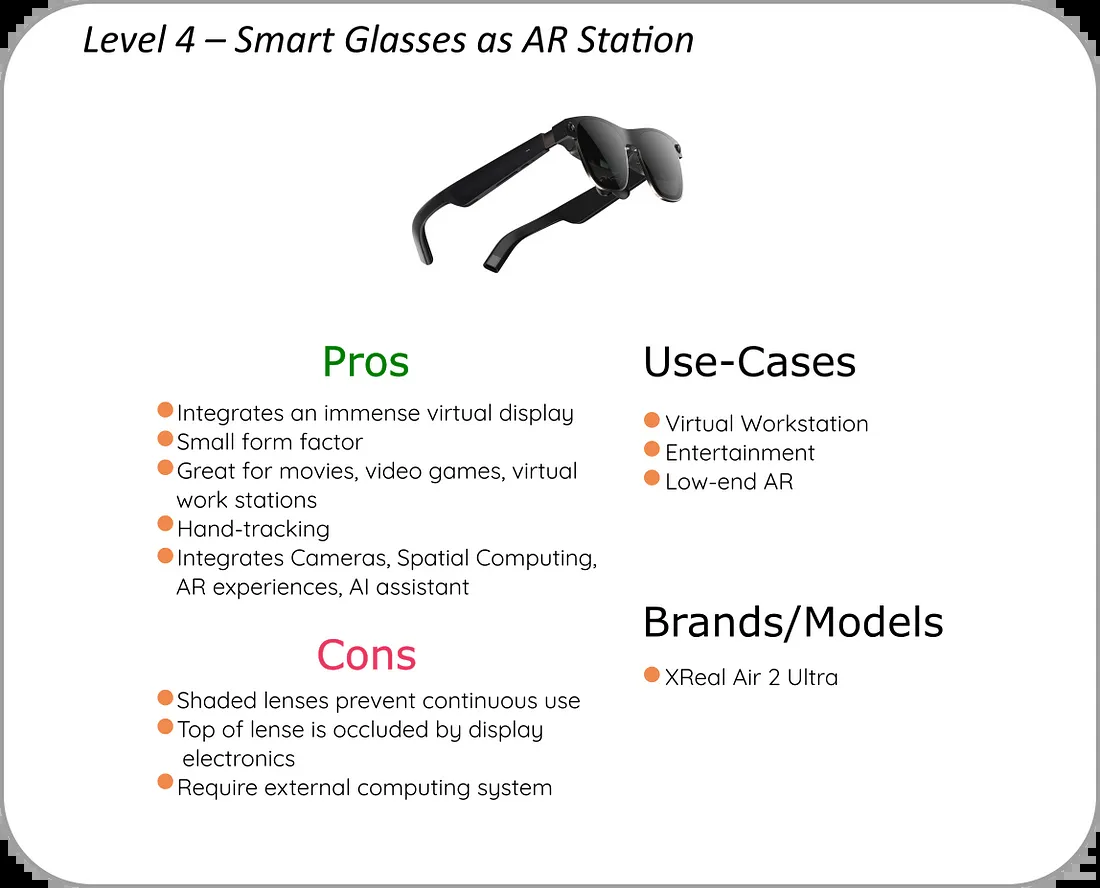 Level 4 – Smart Glasses as AR Station
Pros
Integrates an immense virtual display
Small form factor
Great for movies, video games, virtual
work stations
Hand-tracking
Integrates Cameras, Spatial Computing,
AR experiences, AI assistant
Cons
Shaded lenses prevent continuous use
Top of lense is occluded by display
electronics
Require external computing system
Use-Cases
Virtual Workstation
Entertainment
Low-end AR
Brands/Models
XReal Air 2 Ultra